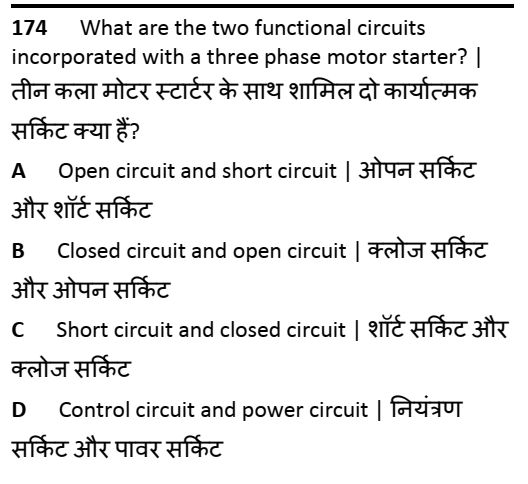 174 What are the two functional circuits
incorporated with a three phase motor starter? |
तीन कला मोटर स्टार्टर के साथ शामिल दो कार्यात्मक
सर्किट क्या हैं?
A Open circuit and short circuit | ओपन सर्किट
और शॉर्ट सर्किट
B Closed circuit and open circuit | क्लोज सर्किट
और ओपन सर्किट
C Short circuit and closed circuit | शॉर्ट सर्किट और
क्लोज सर्किट
D Control circuit and power circuit | नियंत्रण
सर्किट और पावर सर्किट